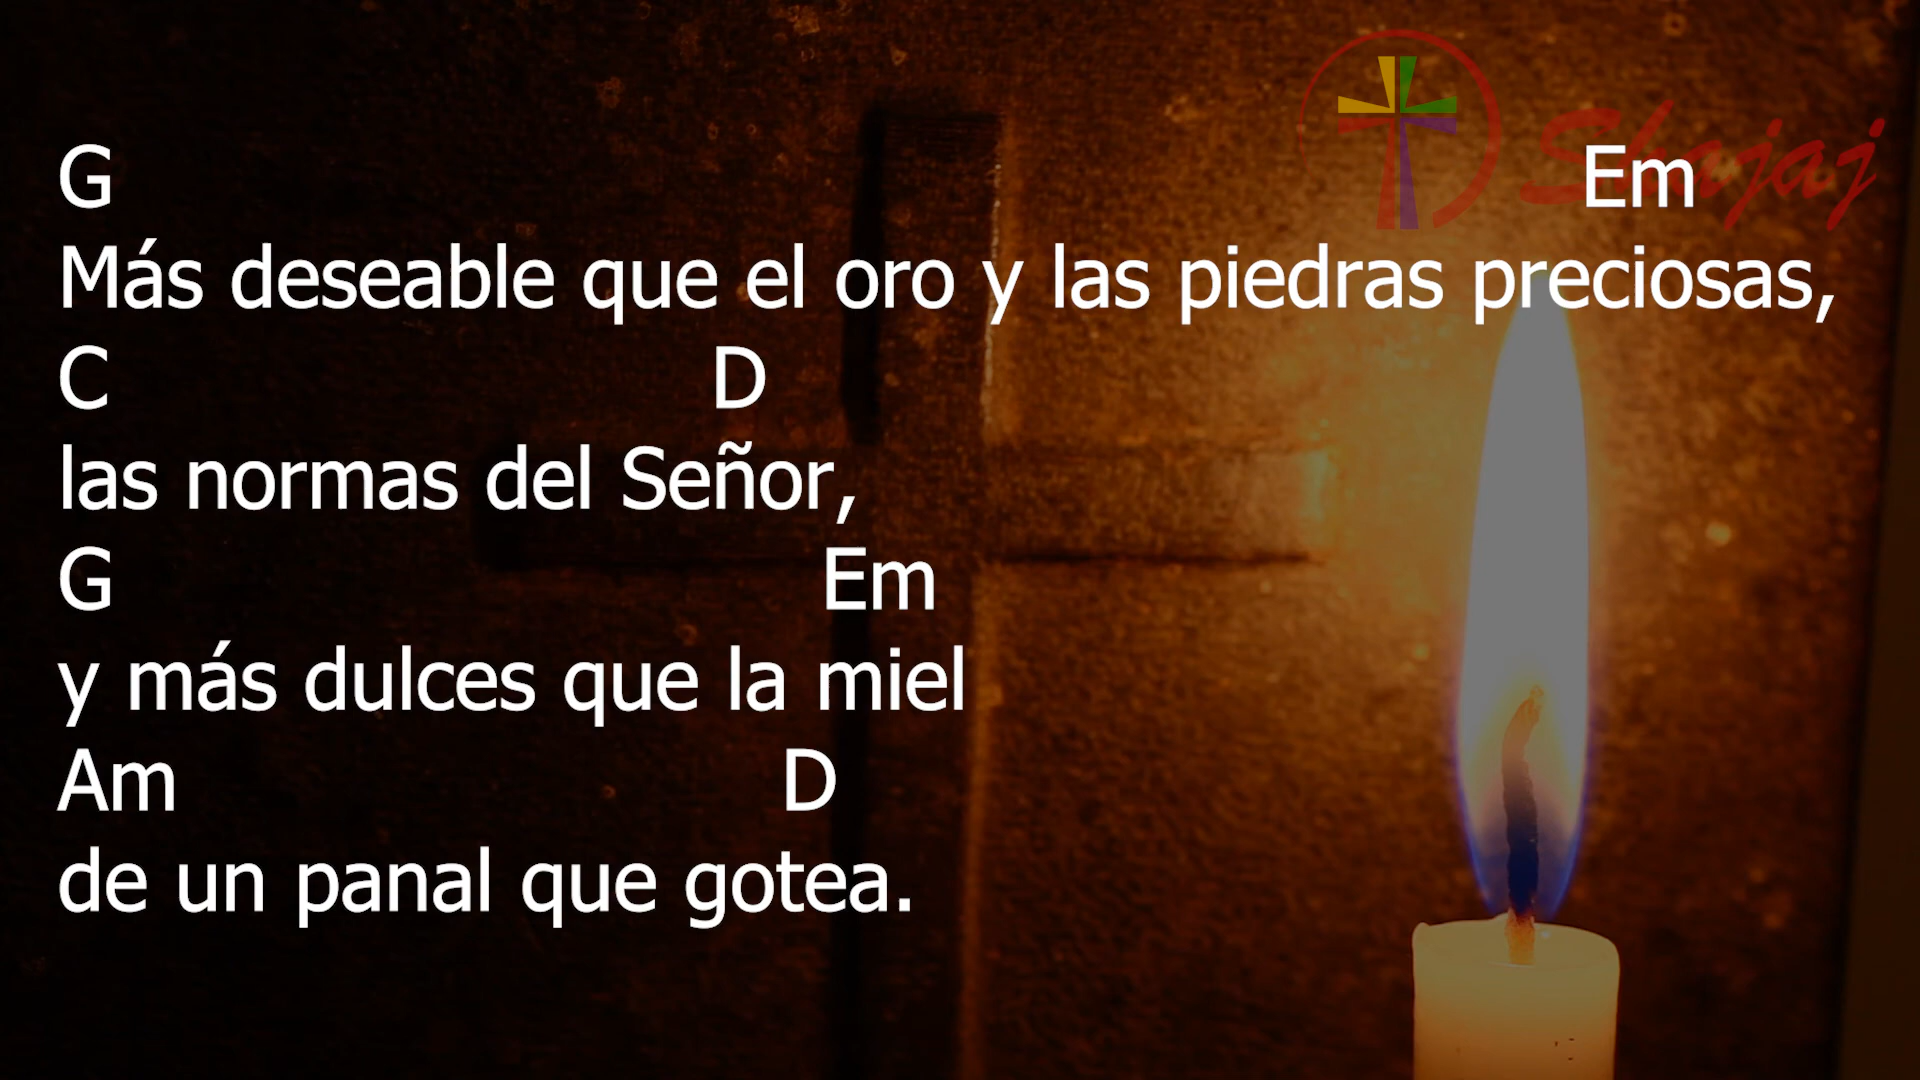 Shajaj
G Em
Más deseable que el oro y las piedras preciosas,
C D
las normas del Señor,
G Em
y más dulces que la miel
Am D
de un panal que gotea.